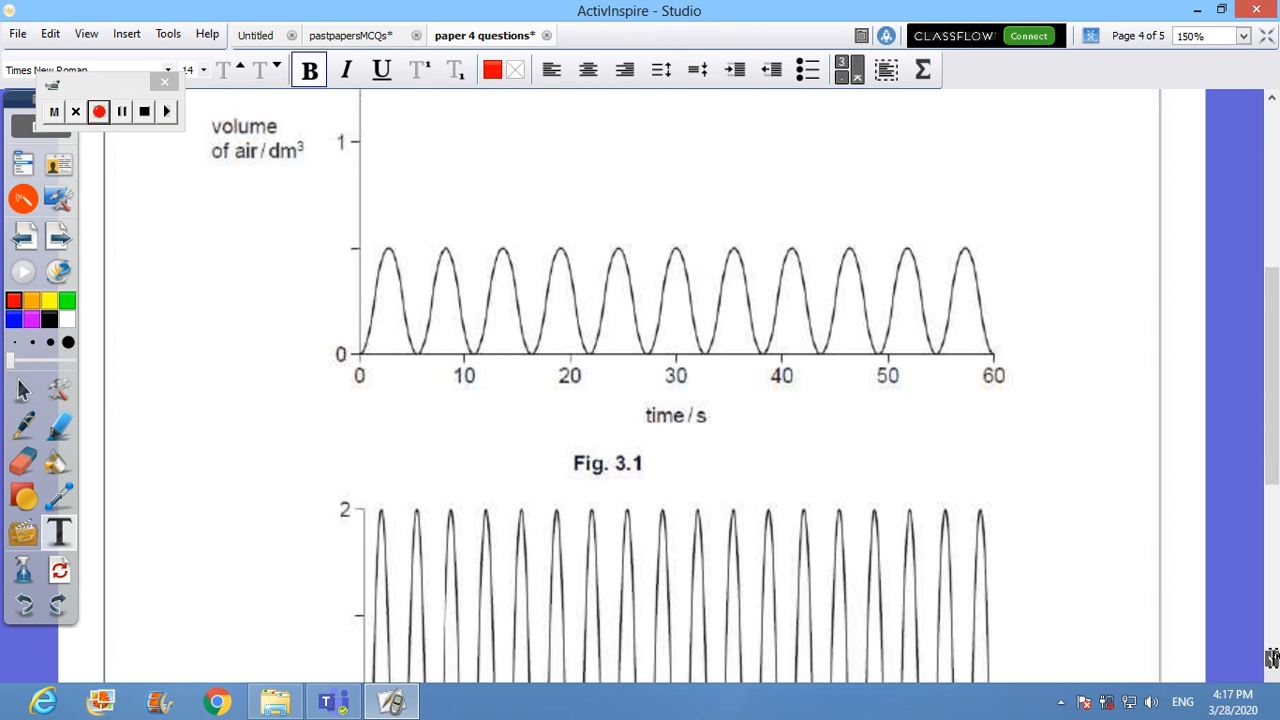 ActivInspire - Studio
File Edit View Insert Tools Help
Untitled
pastpapersMCQs*
paper 4 questions*
CLASSFLOW Connect
Page 4 of 5
150%
Times New Roman
14
M
volume
of air / dm³
1
0
0 10 20 30 40 50 60
time / s
Fig. 3.1
2
ENG
4:17 PM
3/28/2020